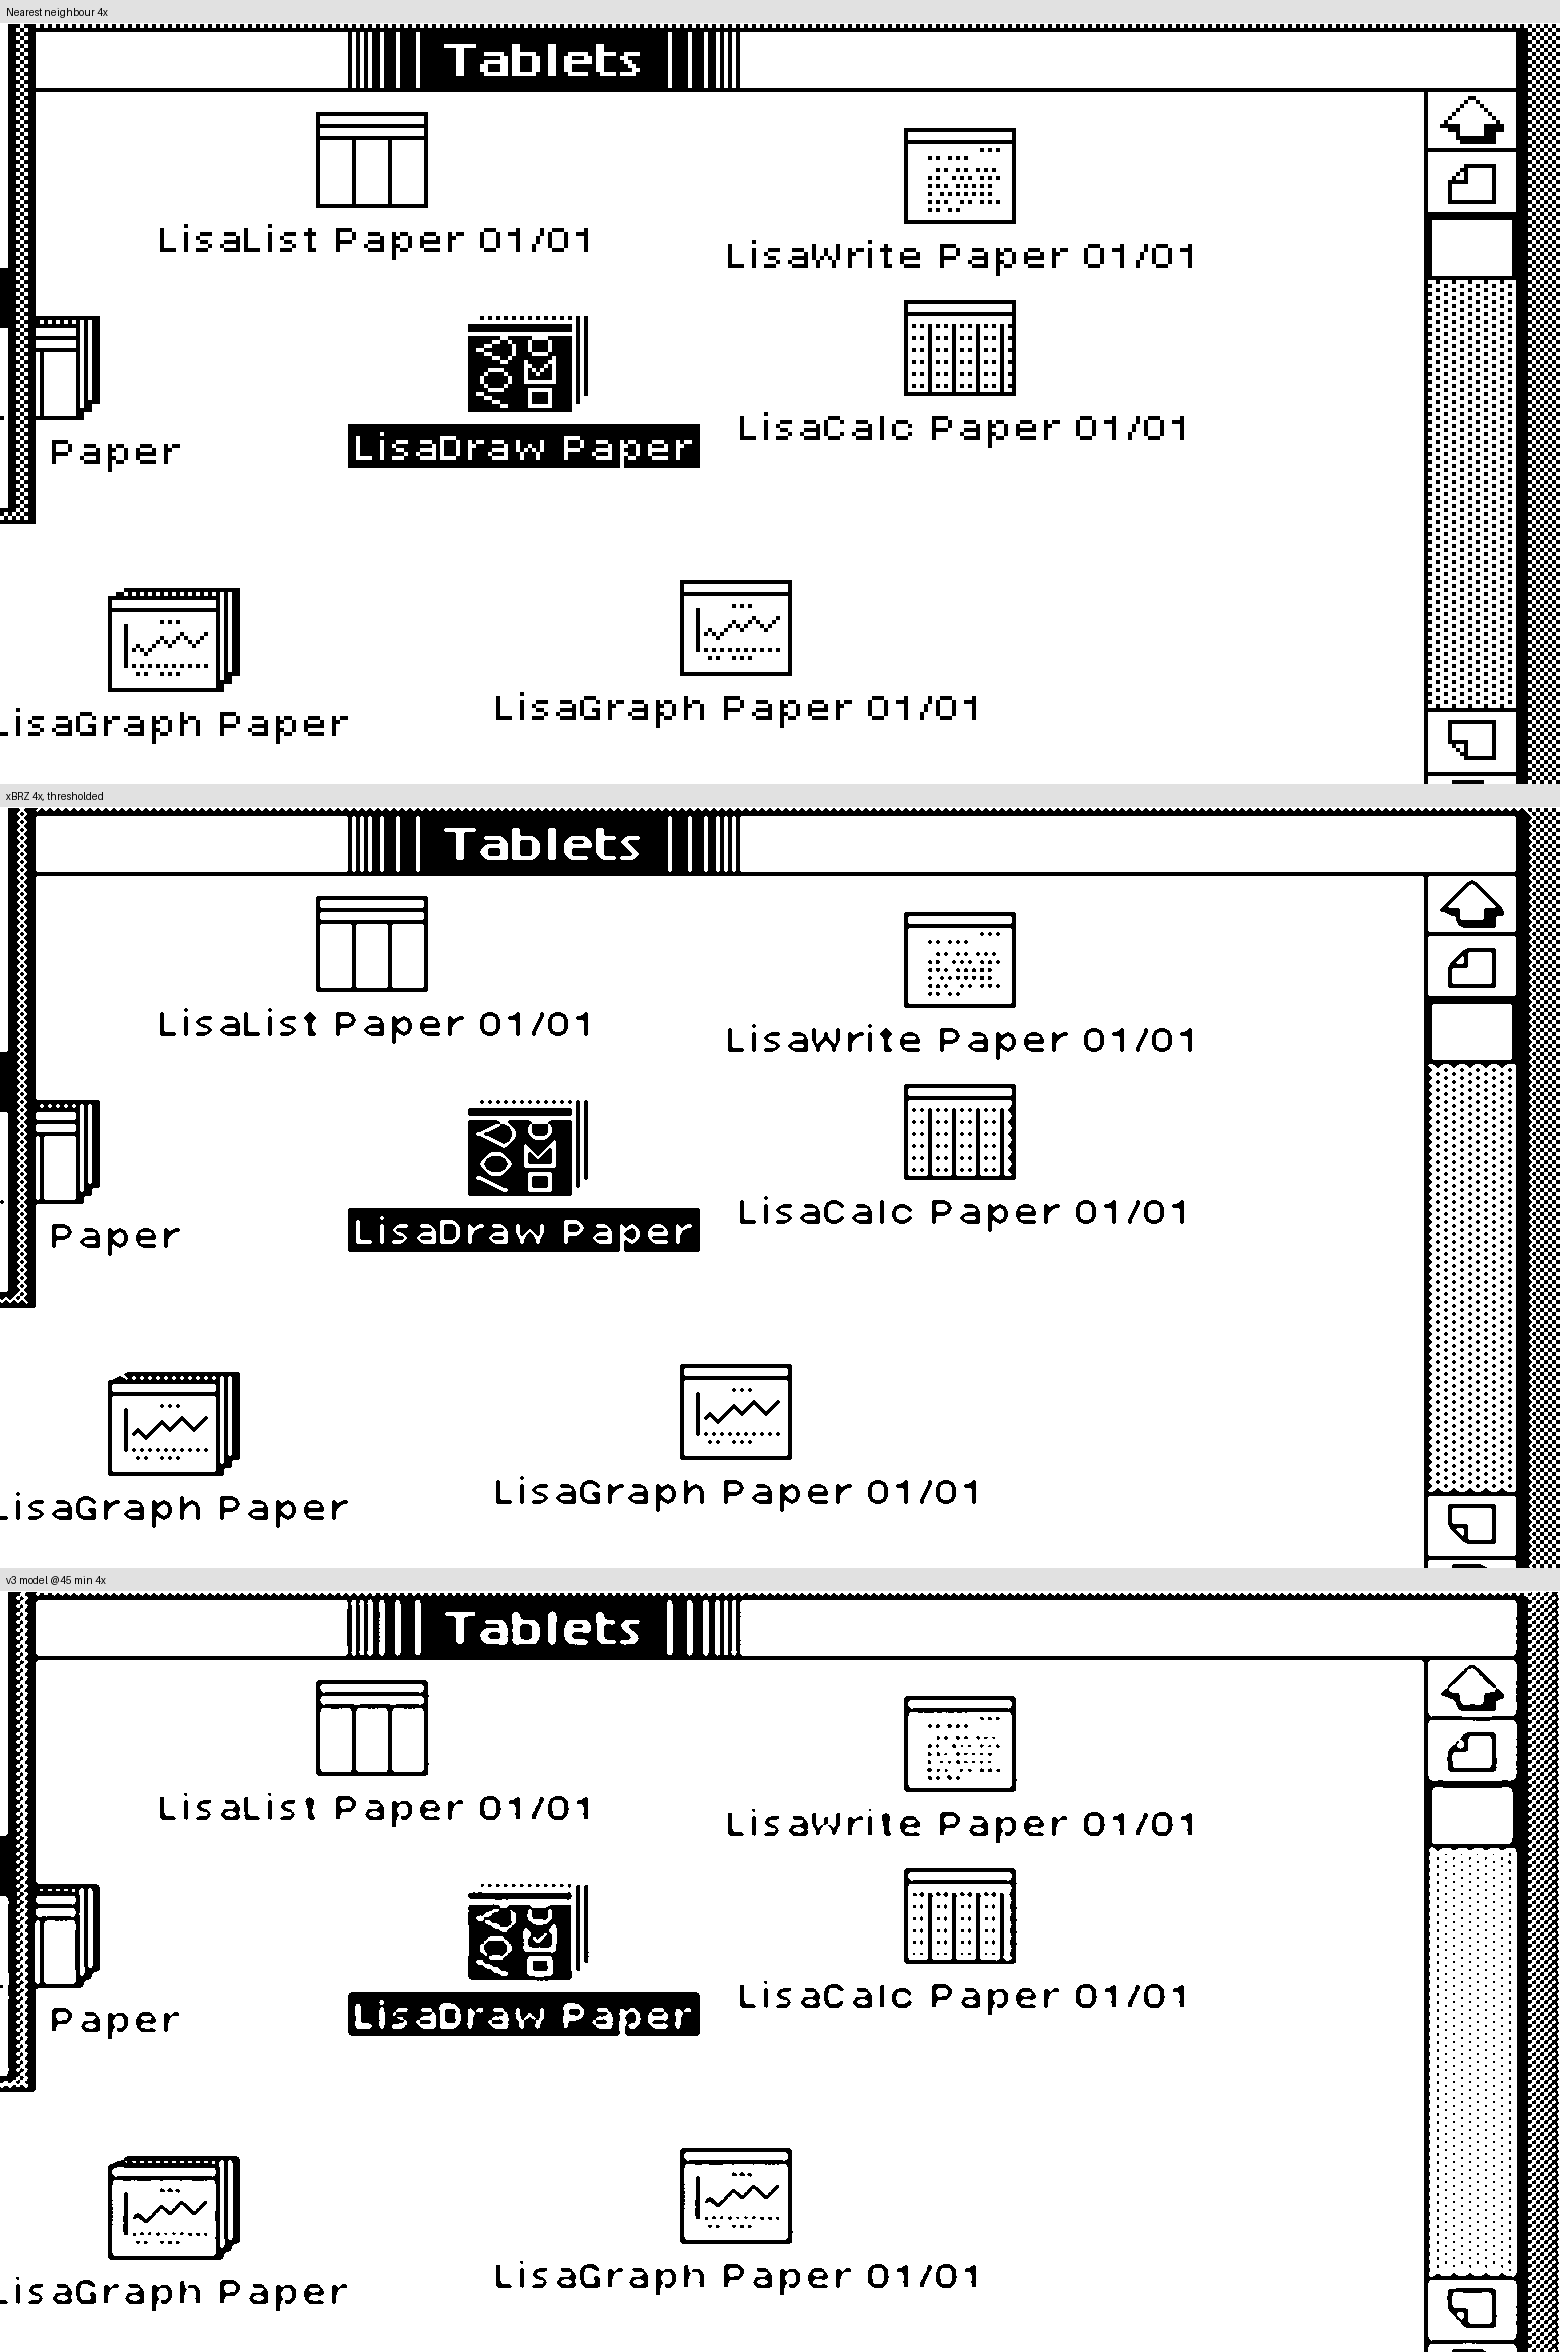 Nearest neighbour 4x
Tablets
LisaList Paper 01/01
LisaWrite Paper 01/01
Paper
LisaDraw Paper
LisaCalc Paper 01/01
LisaGraph Paper
LisaGraph Paper 01/01
xBRZ 4x, thresholded
Tablets
LisaList Paper 01/01
LisaWrite Paper 01/01
Paper
LisaDraw Paper
LisaCalc Paper 01/01
LisaGraph Paper
LisaGraph Paper 01/01
v3 model @45 min 4x
Tablets
LisaList Paper 01/01
LisaWrite Paper 01/01
Paper
LisaDraw Paper
LisaCalc Paper 01/01
LisaGraph Paper
LisaGraph Paper 01/01